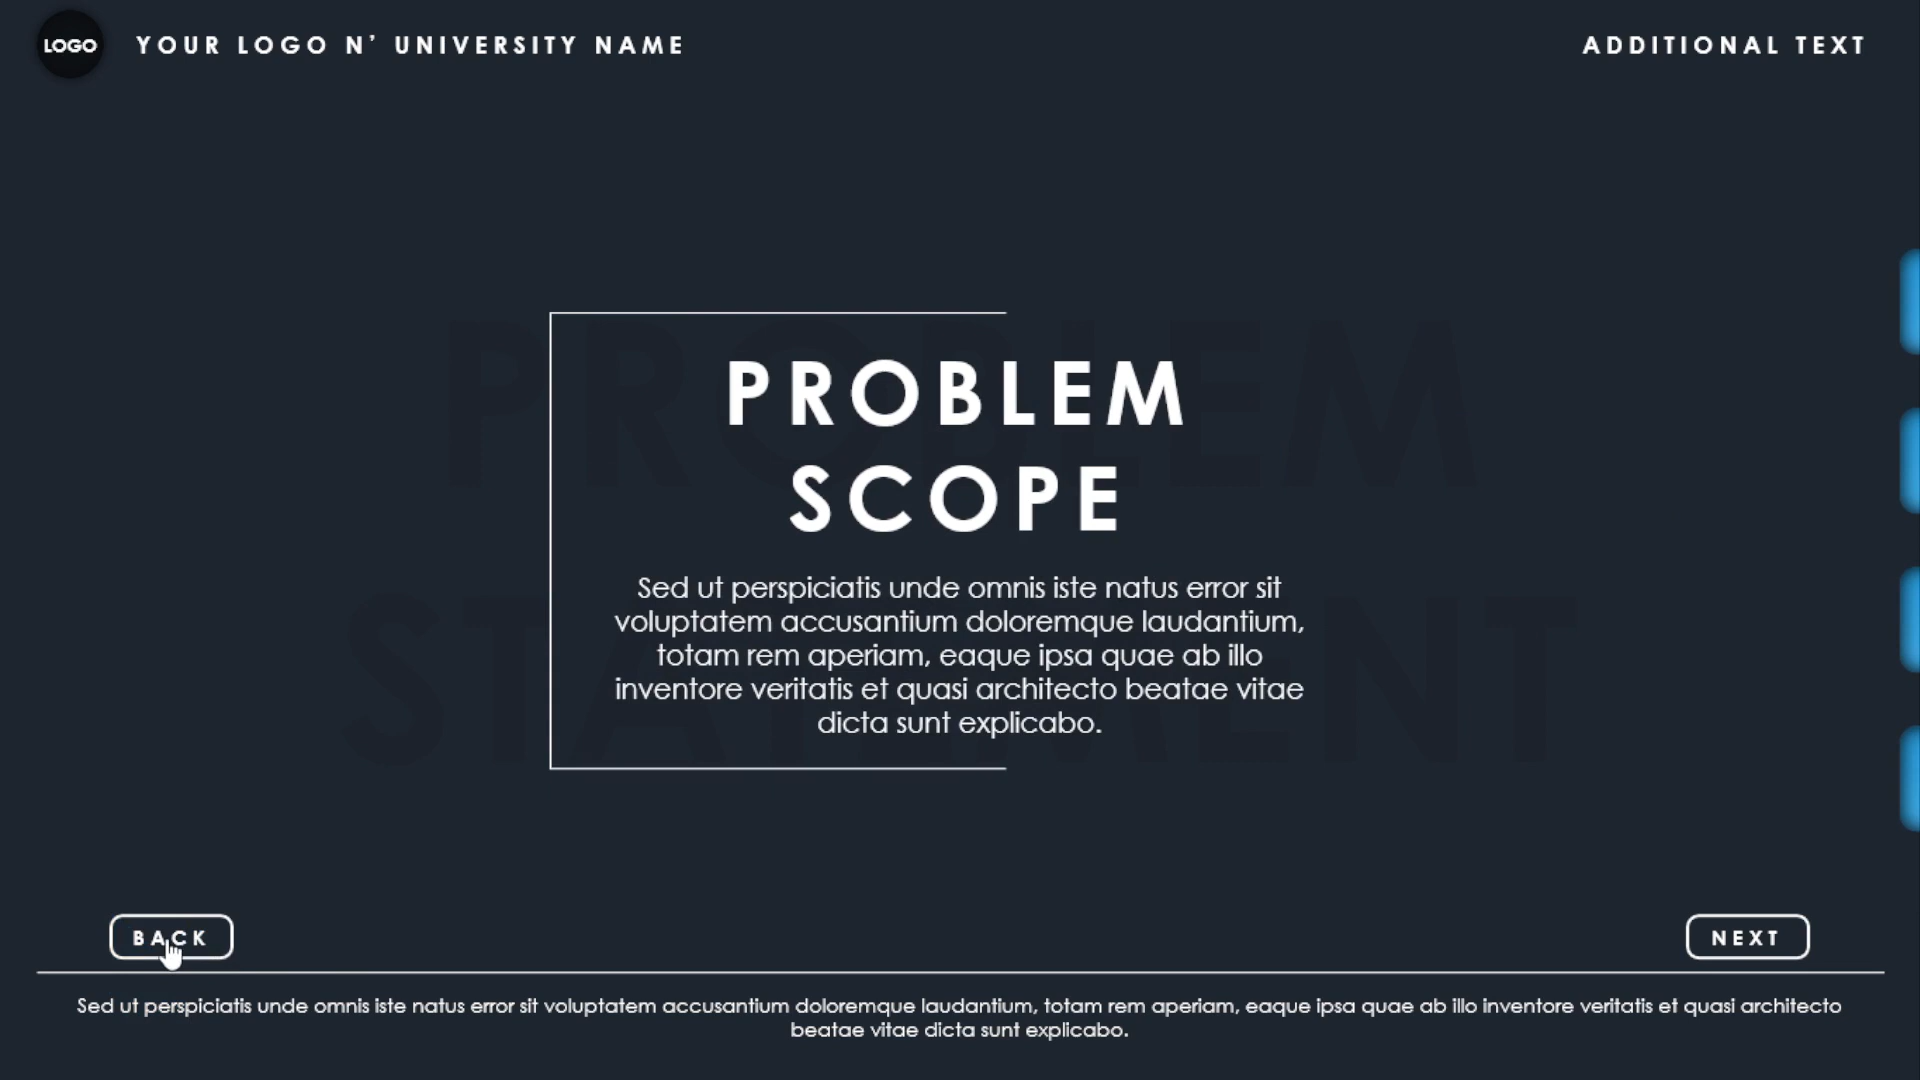 LOGO
YOUR LOGO N' UNIVERSITY NAME
ADDITIONAL TEXT
PROBLEM
STATEMENT
PROBLEM
SCOPE
Sed ut perspiciatis unde omnis iste natus error sit
voluptatem accusantium doloremque laudantium,
totam rem aperiam, eaque ipsa quae ab illo
inventore veritatis et quasi architecto beatae vitae
dicta sunt explicabo.
BACK
NEXT
Sed ut perspiciatis unde omnis iste natus error sit voluptatem accusantium doloremque laudantium, totam rem aperiam, eaque ipsa quae ab illo inventore veritatis et quasi architecto
beatae vitae dicta sunt explicabo.